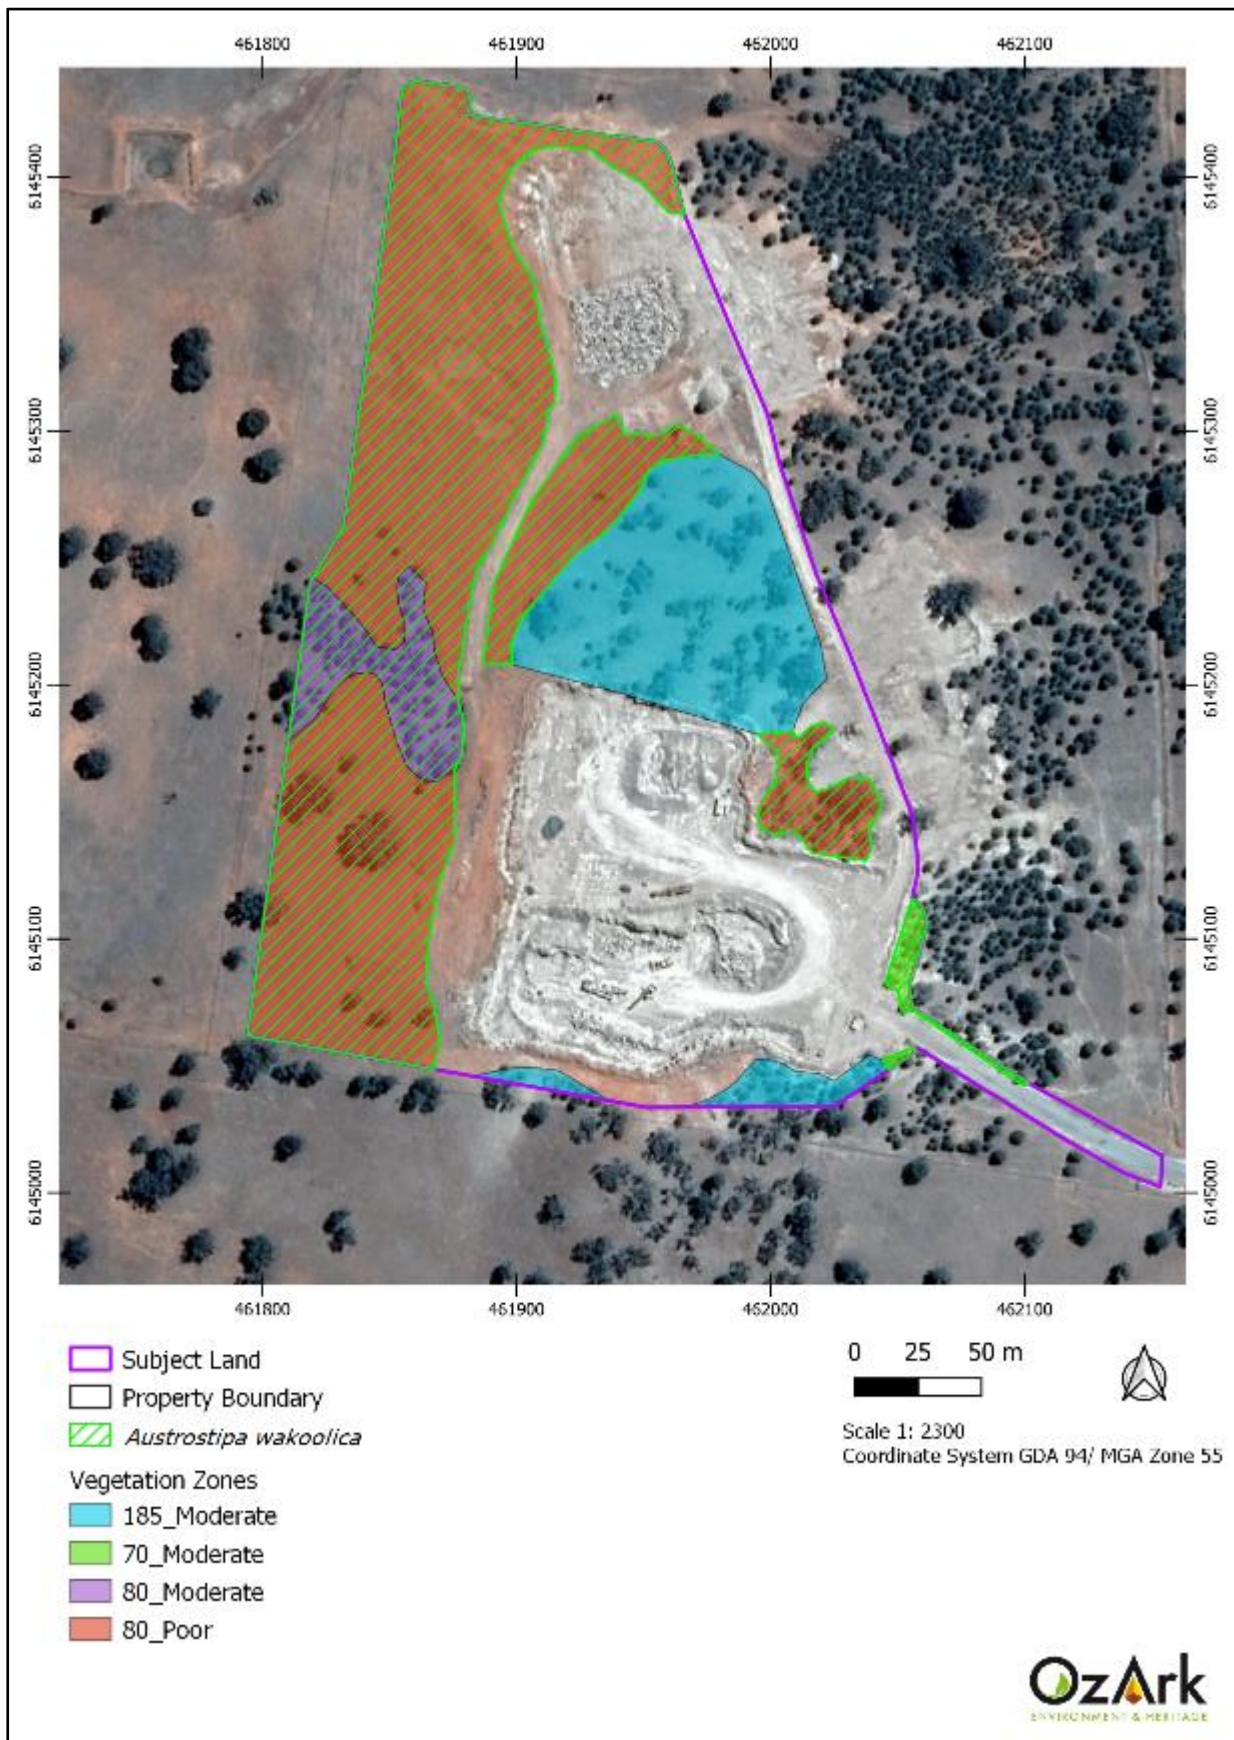 461800 461900 462000 462100
6145400 6145400
6145300 6145300
6145200 6145200
6145100 6145100
6145000 6145000
461800 461900 462000 462100
Subject Land
Property Boundary
Austrostipa wakoolica
Vegetation Zones
185_Moderate
70_Moderate
80_Moderate
80_Poor
0 25 50 m
Scale 1: 2300
Coordinate System GDA 94/ MGA Zone 55
OzArk
ENVIRONMENT & HERITAGE